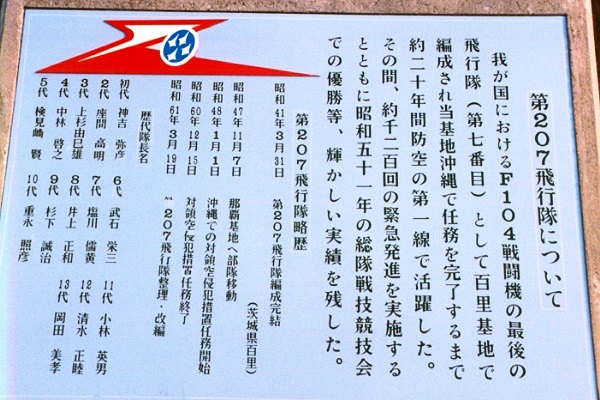 第207飛行隊について
我が国におけるF104戦闘機の最後の
飛行隊(第七番目)として百里基地で
編成され当基地沖縄で任務を完了するまで
約二十年間防空の第一線で活躍した。
その間、約千二百回の緊急発進を実施する
とともに昭和五十一年の総隊戦技競技会
での優勝等、輝かしい実績を残した。
第207飛行隊略歴
昭和41年3月31日 第207飛行隊編成完結
(茨城県百里)
昭和47年11月7日 那覇基地へ部隊移動
昭和48年1月1日 沖縄での対領空侵犯措置任務開始
昭和60年12月15日 対領空侵犯措置任務終了
昭和61年3月19日 第207飛行隊整理・改編
歴代隊長名
初代 神吉 弥彦 6代 武石 栄三 11代 小林 英男
2代 座間 高明 7代 塩川 儒黄 12代 清水 正睦
3代 上杉由巳雄 8代 井上 正和 13代 岡田 美孝
4代 中林 啓之 9代 杉下 誠治
5代 検見崎 賢 10代 重永 照彦